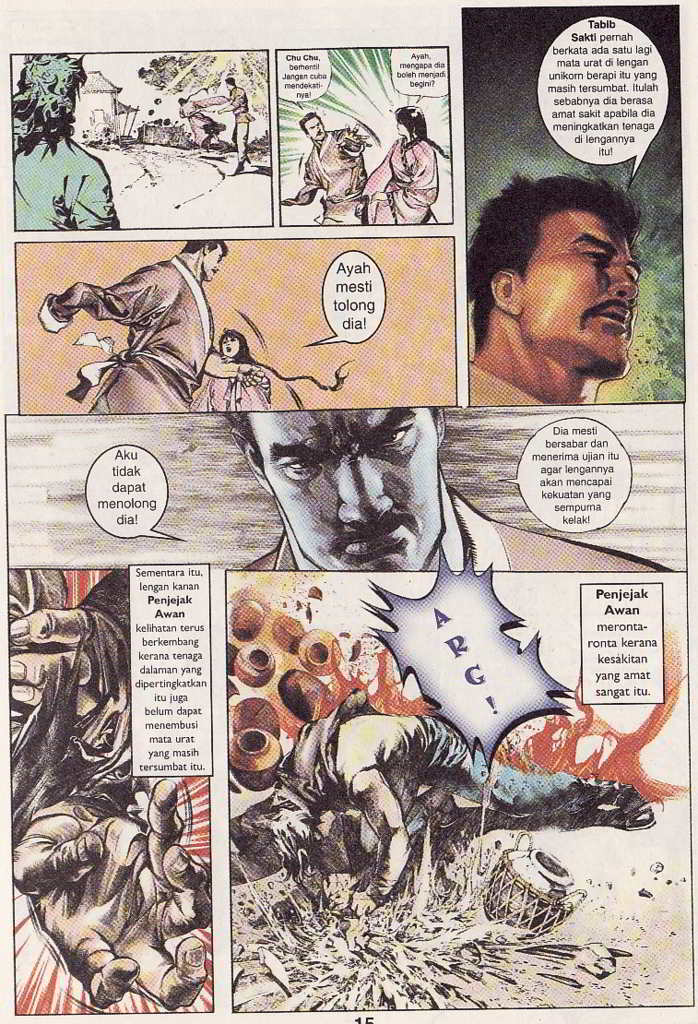 Chu Chu,
berhenti!
Jangan cuba
mendekati-
nya!
Ayah,
mengapa dia
boleh menjadi
begini?
Tabib
Sakti pernah
berkata ada satu lagi
mata urat di lengan
unikorn berapi itu yang
masih tersumbat. Itulah
sebabnya dia berasa
amat sakit apabila dia
meningkatkan tenaga
di lengannya
itu!
Ayah
mesti
tolong
dia!
Aku
tidak
dapat
menolong
dia!
Dia mesti
bersabar dan
menerima ujian itu
agar lengannya
akan mencapai
kekuatan yang
sempurna
kelak!
Sementara itu,
lengan kanan
Penjejak
Awan
kelihatan terus
berkembang
kerana tenaga
dalaman yang
dipertingkatkan
itu juga
belum dapat
menembusi
mata urat
yang masih
tersumbat itu.
ARG!
Penjejak
Awan
meronta-
ronta kerana
kesakitan
yang amat
sangat itu.
15